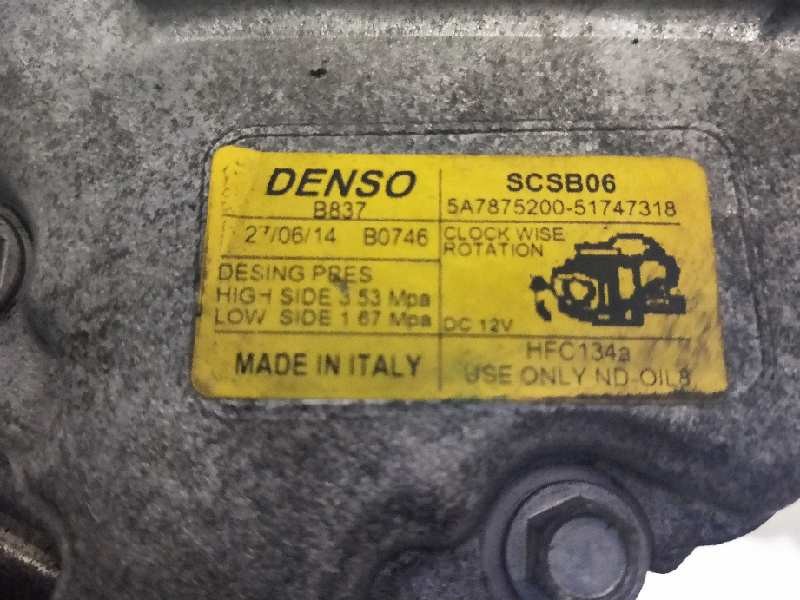 DENSO
B837
27/06/14 B0746
DESING PRES
HIGH SIDE 3.53 Mpa
LOW SIDE 1.67 Mpa
MADE IN ITALY
SCSB06
5A7875200-51747318
CLOCK WISE
ROTATION
DC 12V
HFC134a
USE ONLY ND-OIL8